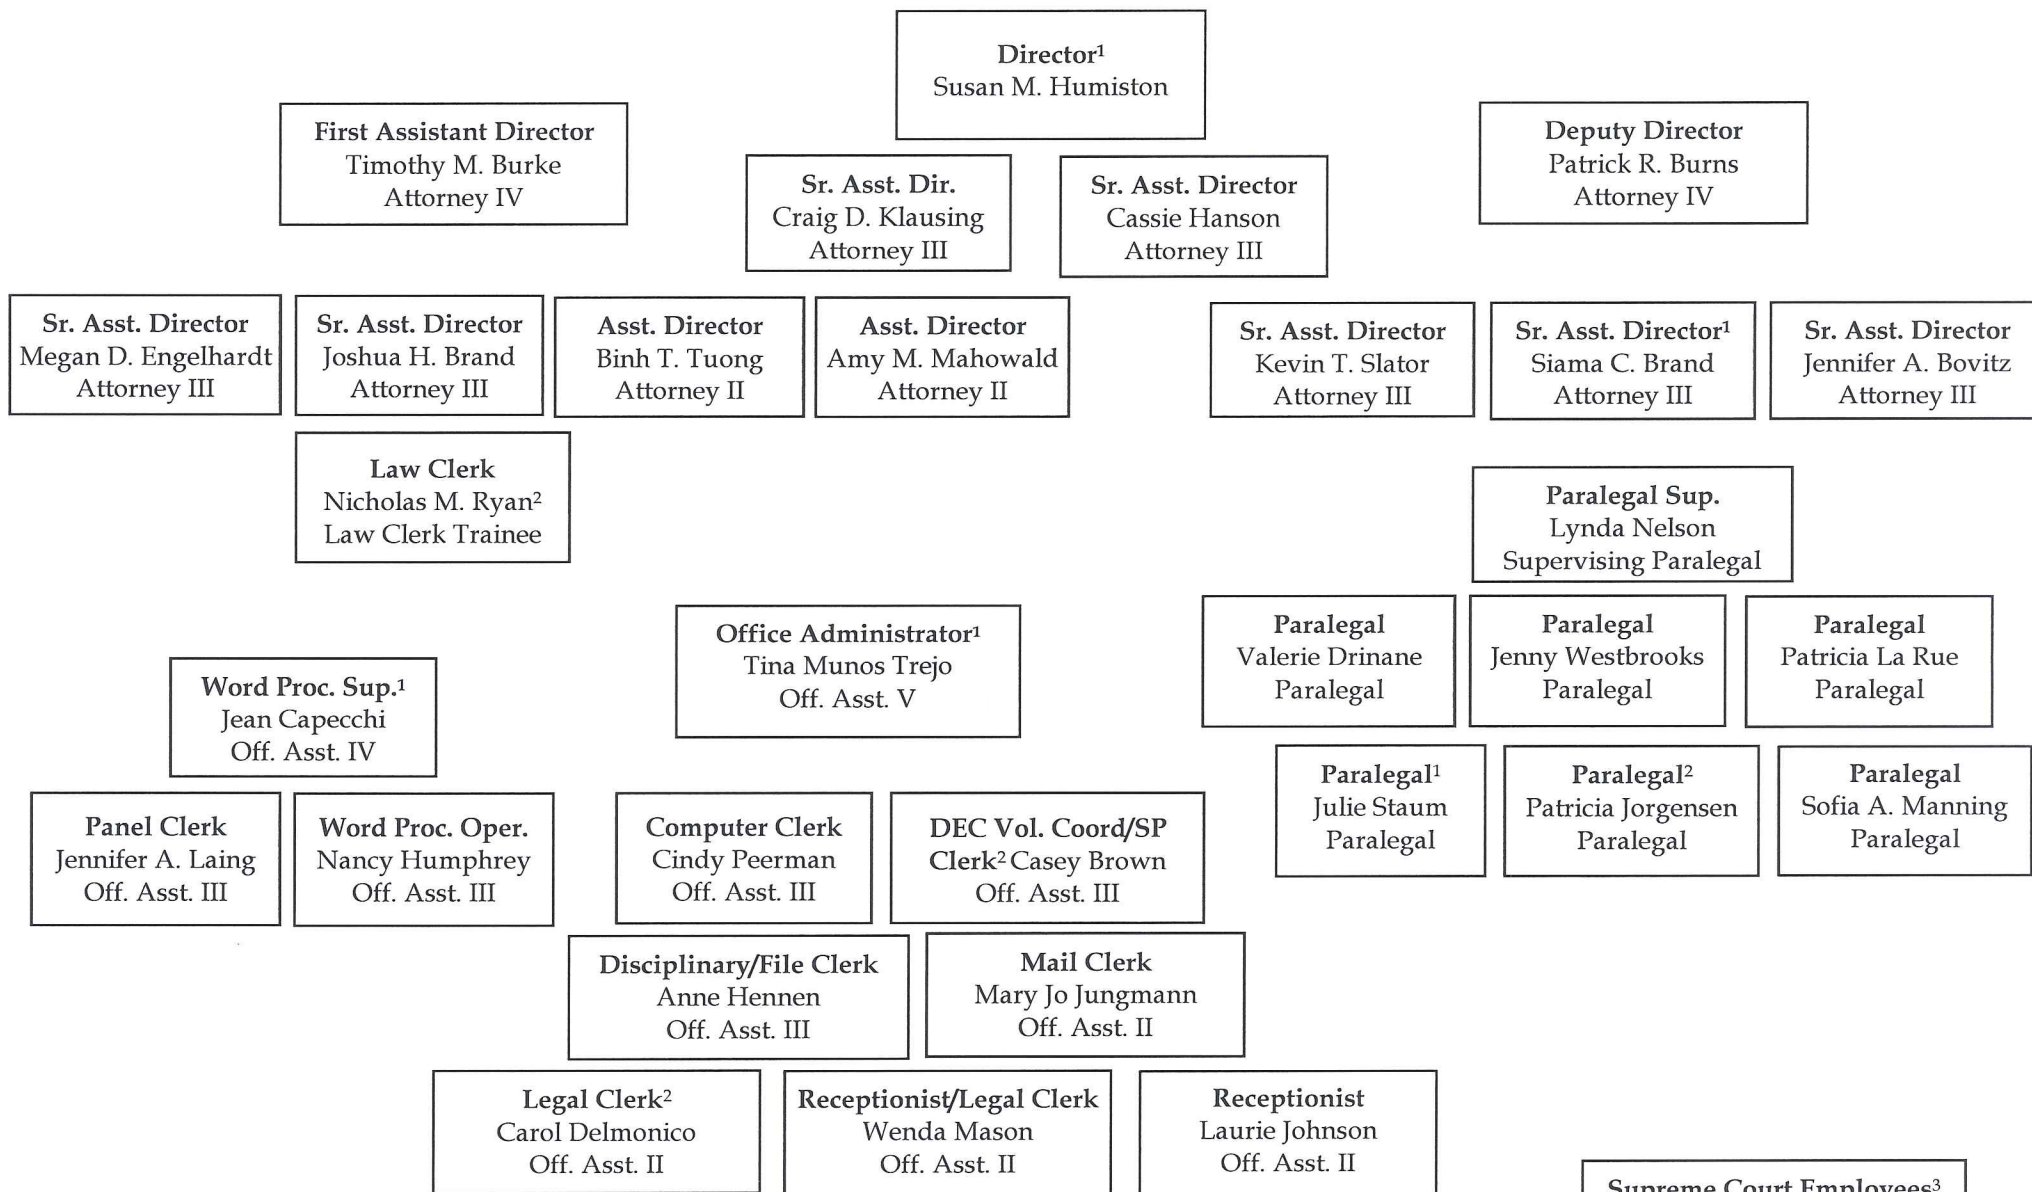 Director¹
Susan M. Humiston
First Assistant Director
Timothy M. Burke
Attorney IV
Deputy Director
Patrick R. Burns
Attorney IV
Sr. Asst. Dir.
Craig D. Klausing
Attorney III
Sr. Asst. Director
Cassie Hanson
Attorney III
Sr. Asst. Director
Megan D. Engelhardt
Attorney III
Sr. Asst. Director
Joshua H. Brand
Attorney III
Asst. Director
Binh T. Tuong
Attorney II
Asst. Director
Amy M. Mahowald
Attorney II
Sr. Asst. Director
Kevin T. Slator
Attorney III
Sr. Asst. Director¹
Siama C. Brand
Attorney III
Sr. Asst. Director
Jennifer A. Bovitz
Attorney III
Law Clerk
Nicholas M. Ryan²
Law Clerk Trainee
Paralegal Sup.
Lynda Nelson
Supervising Paralegal
Office Administrator¹
Tina Munos Trejo
Off. Asst. V
Paralegal
Valerie Drinane
Paralegal
Paralegal
Jenny Westbrooks
Paralegal
Paralegal
Patricia La Rue
Paralegal
Word Proc. Sup.¹
Jean Capecchi
Off. Asst. IV
Paralegal¹
Julie Staum
Paralegal
Paralegal²
Patricia Jorgensen
Paralegal
Paralegal
Sofia A. Manning
Paralegal
Panel Clerk
Jennifer A. Laing
Off. Asst. III
Word Proc. Oper.
Nancy Humphrey
Off. Asst. III
Computer Clerk
Cindy Peerman
Off. Asst. III
DEC Vol. Coord/SP
Clerk² Casey Brown
Off. Asst. III
Disciplinary/File Clerk
Anne Hennen
Off. Asst. III
Mail Clerk
Mary Jo Jungmann
Off. Asst. II
Legal Clerk²
Carol Delmonico
Off. Asst. II
Receptionist/Legal Clerk
Wenda Mason
Off. Asst. II
Receptionist
Laurie Johnson
Off. Asst. II
Supreme Court Employees³